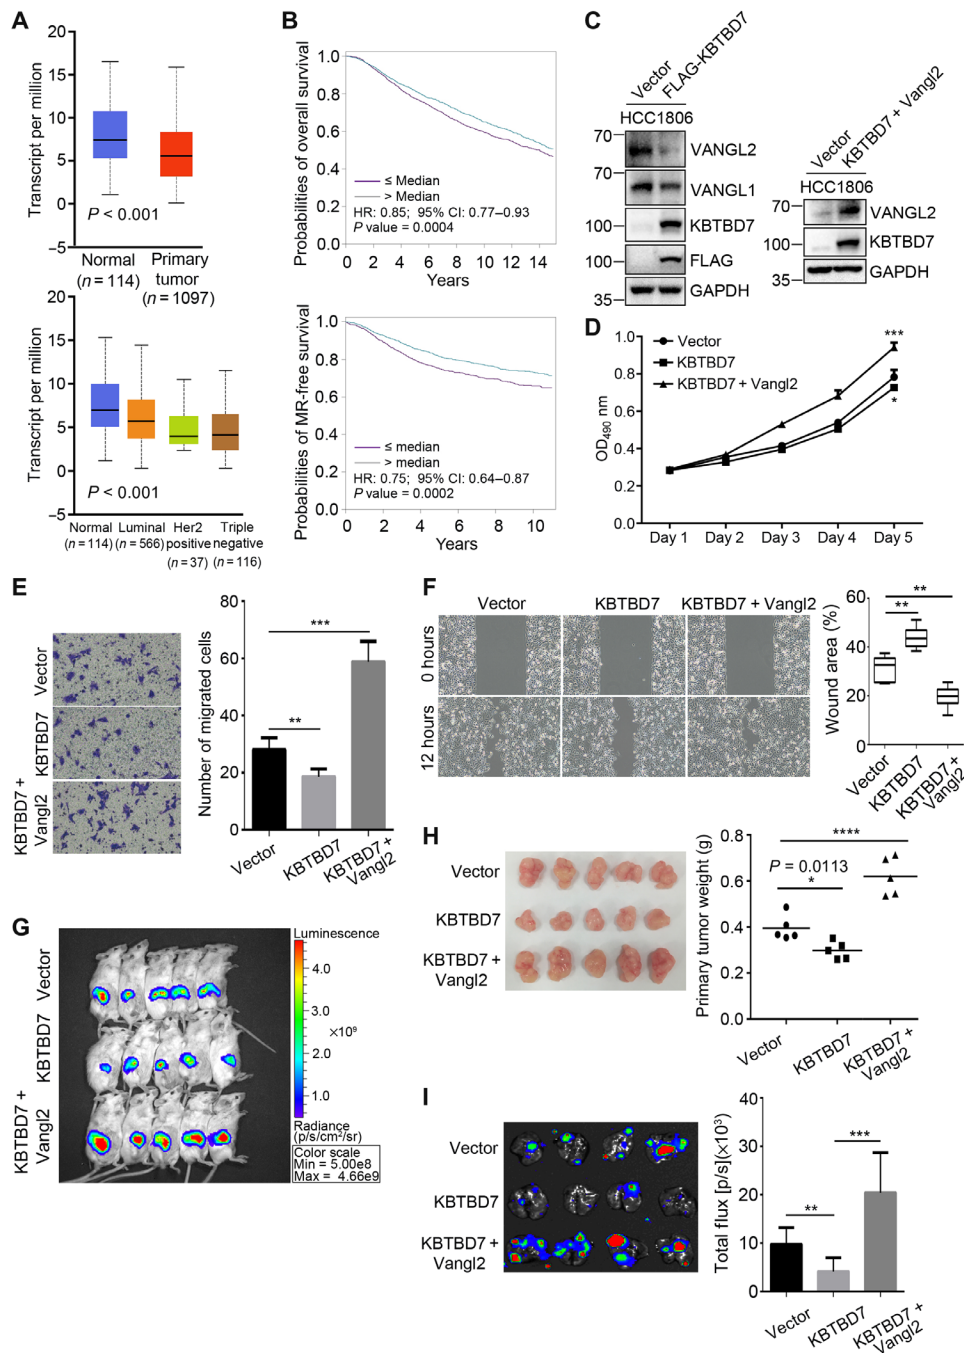 A
Transcript per million
20
15
10
5
0
−5
P < 0.001
Normal
(n = 114)
Primary
tumor
(n = 1097)
Transcript per million
20
15
10
5
0
−5
P < 0.001
Normal
(n = 114)
Luminal
(n = 566)
Her2
positive
(n = 37)
Triple
negative
(n = 116)
B
Probabilities of overall survival
1.0
0.8
0.6
0.4
0.2
0.0
≤ Median
> Median
HR: 0.85; 95% CI: 0.77–0.93
P value = 0.0004
0 2 4 6 8 10 12 14
Years
Probabilities of MR-free survival
1.0
0.8
0.6
0.4
0.2
0.0
≤ median
> median
HR: 0.75; 95% CI: 0.64–0.87
P value = 0.0002
0 2 4 6 8 10
Years
C
Vector
FLAG-KBTBD7
HCC1806
70
VANGL2
70
VANGL1
100
KBTBD7
100
FLAG
35
GAPDH
Vector
KBTBD7 + Vangl2
HCC1806
70
VANGL2
100
KBTBD7
35
GAPDH
D
OD490 nm
1.0
0.8
0.6
0.4
0.2
0.0
Vector
KBTBD7
KBTBD7 + Vangl2
***
*
Day 1 Day 2 Day 3 Day 4 Day 5
E
Vector
KBTBD7
KBTBD7 +
Vangl2
Number of migrated cells
80
60
40
20
0
***
**
Vector
KBTBD7
KBTBD7 +
Vangl2
F
Vector
KBTBD7
KBTBD7 + Vangl2
0 hours
12 hours
Wound area (%)
60
40
20
0
**
**
Vector
KBTBD7
KBTBD7 +
Vangl2
G
Vector
KBTBD7
KBTBD7 +
Vangl2
Luminescence
4.0
3.0
×10⁹
2.0
1.0
Radiance
(p/s/cm²/sr)
Color scale
Min = 5.00e8
Max = 4.66e9
H
Vector
KBTBD7
KBTBD7 +
Vangl2
Primary tumor weight (g)
0.8
0.6
0.4
0.2
0.0
****
P = 0.0113
*
Vector
KBTBD7
KBTBD7 +
Vangl2
I
Vector
KBTBD7
KBTBD7 +
Vangl2
Total flux [p/s](×10³)
40
30
20
10
0
***
**
Vector
KBTBD7
KBTBD7 +
Vangl2